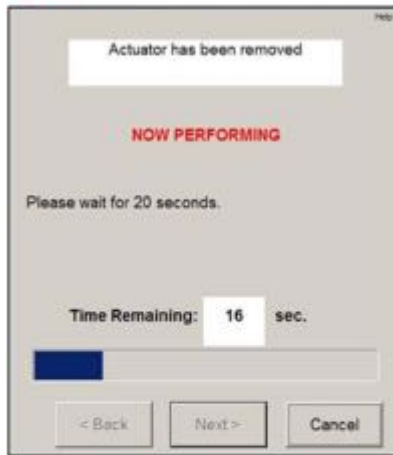 Help
Actuator has been removed
NOW PERFORMING
Please wait for 20 seconds.
Time Remaining: 16 sec.
< Back Next > Cancel